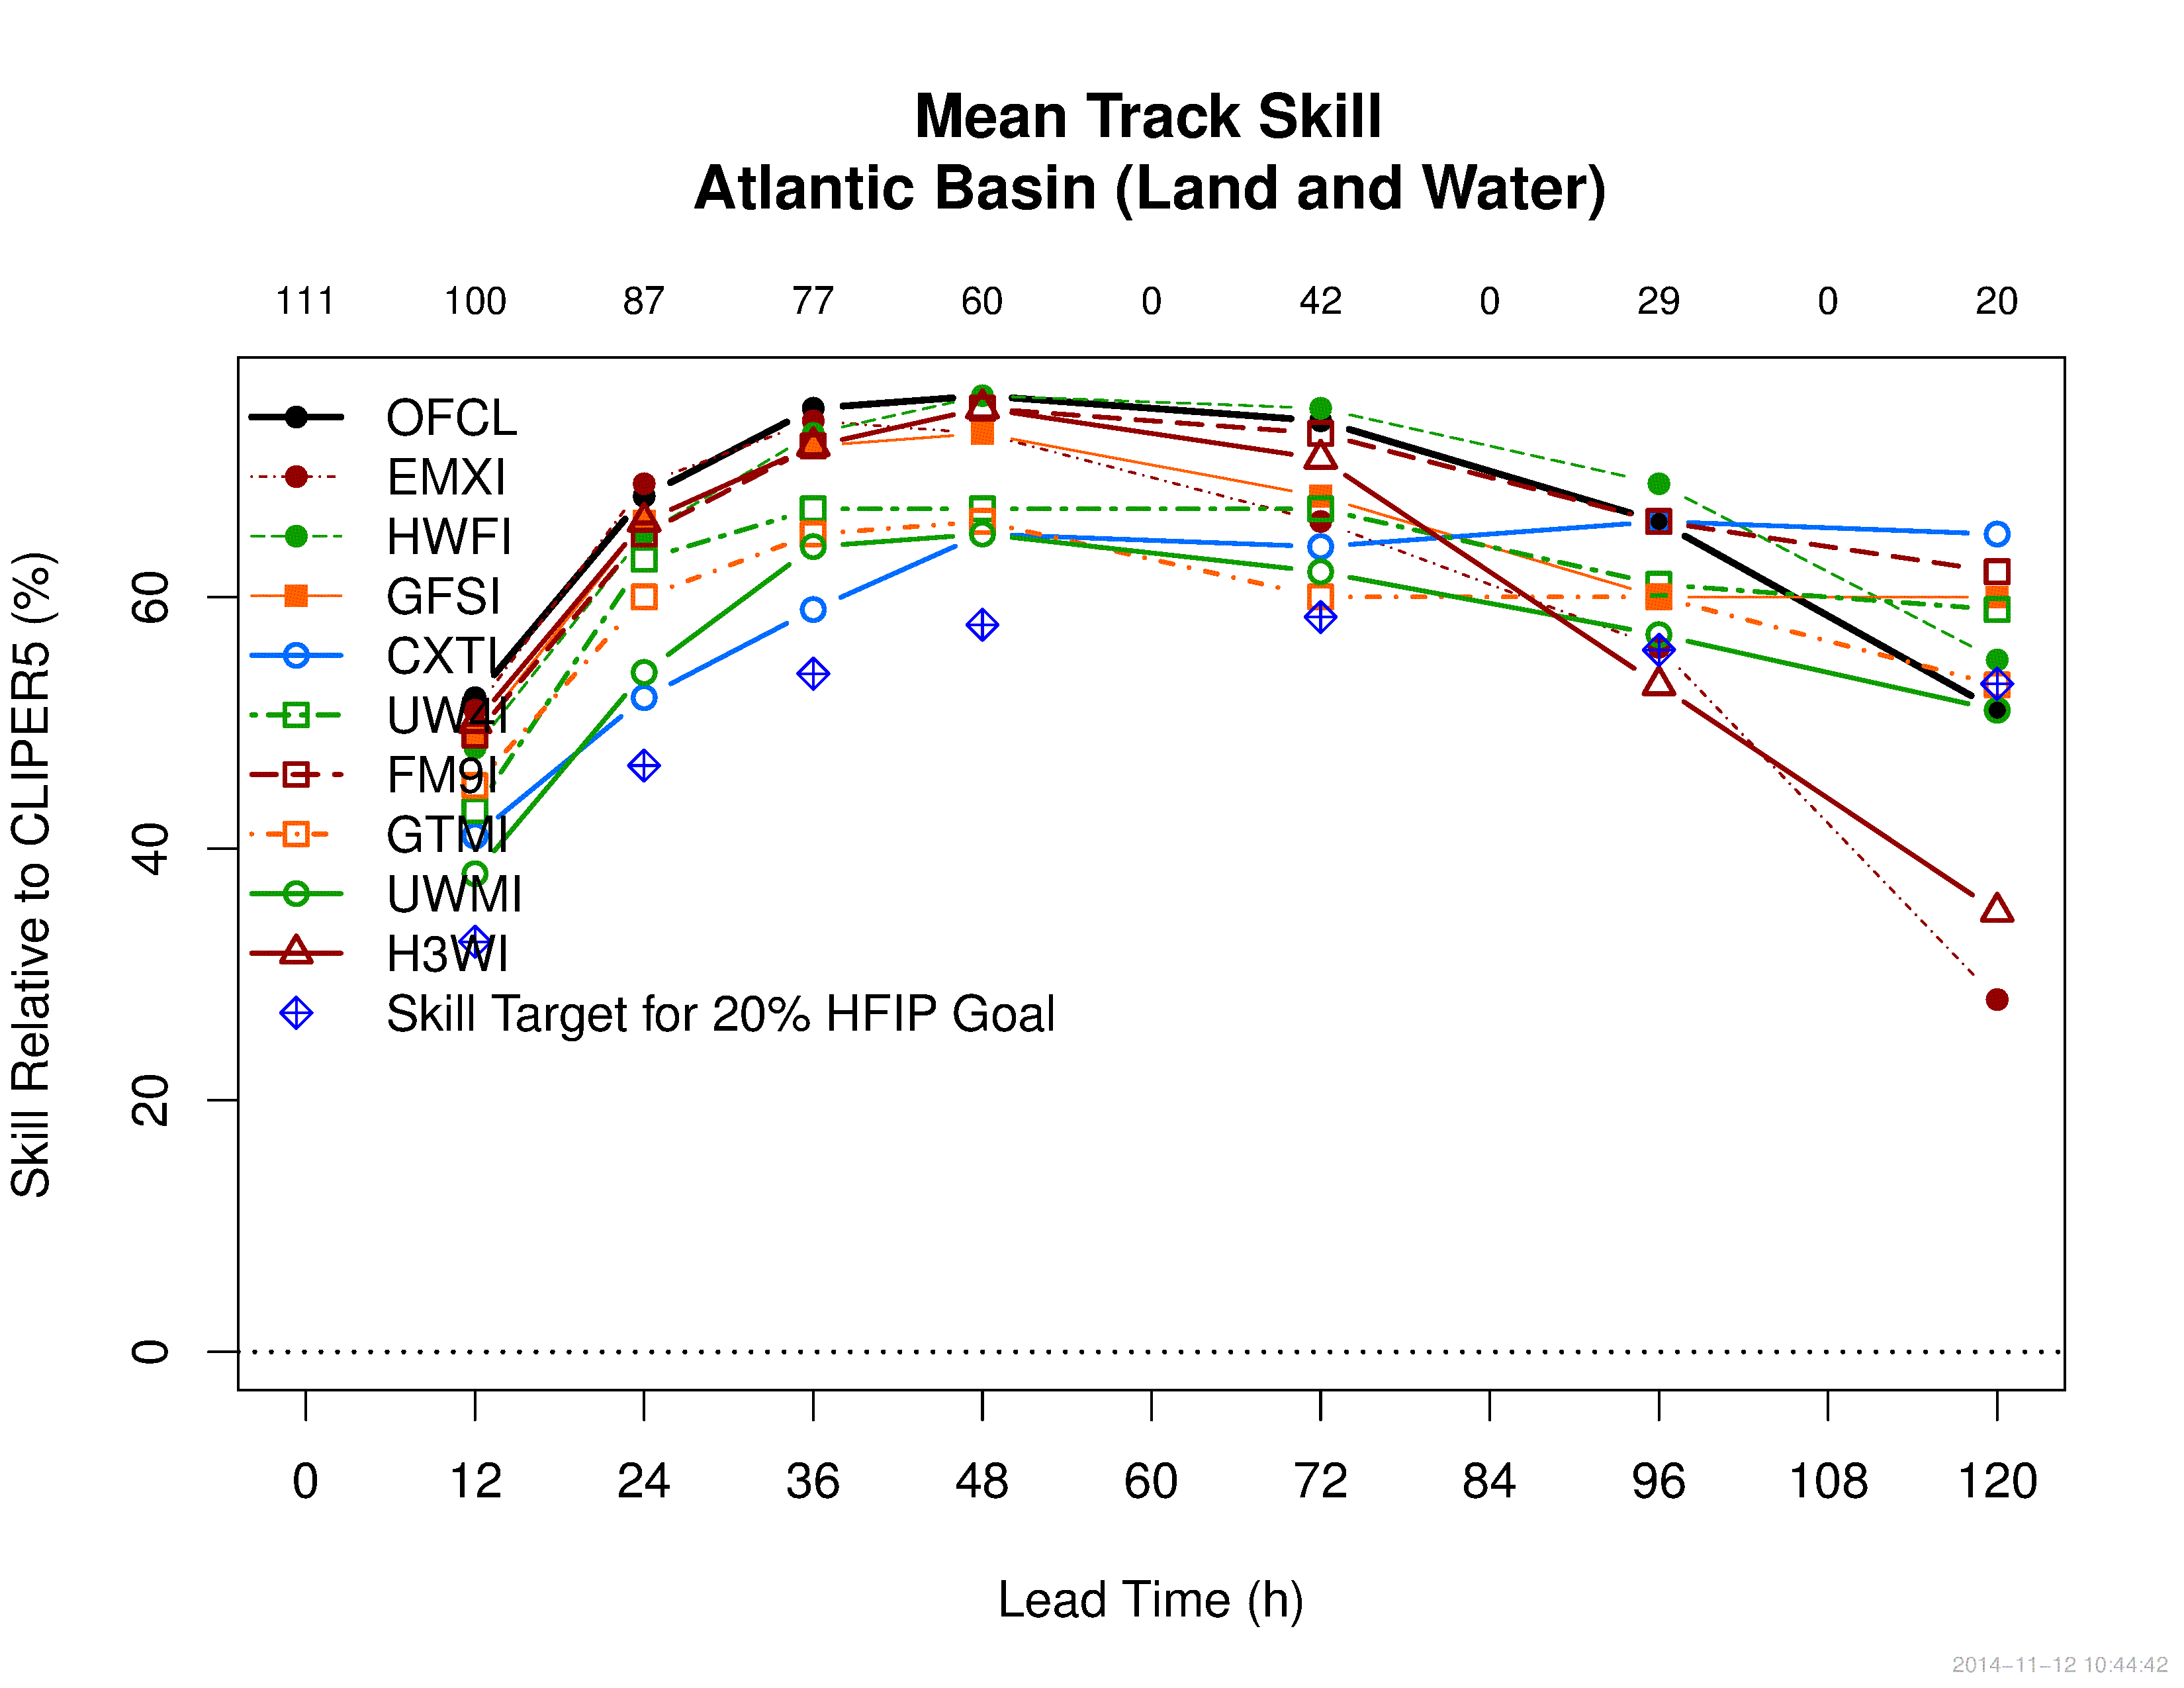 Mean Track Skill
Atlantic Basin (Land and Water)
111 100 87 77 60 0 42 0 29 0 20
OFCL
EMXI
HWFI
GFSI
CXTI
UW4I
FM9I
GTMI
UWMI
H3WI
Skill Target for 20% HFIP Goal
Skill Relative to CLIPER5 (%)
60
40
20
0
0 12 24 36 48 60 72 84 96 108 120
Lead Time (h)
2014-11-12 10:44:42